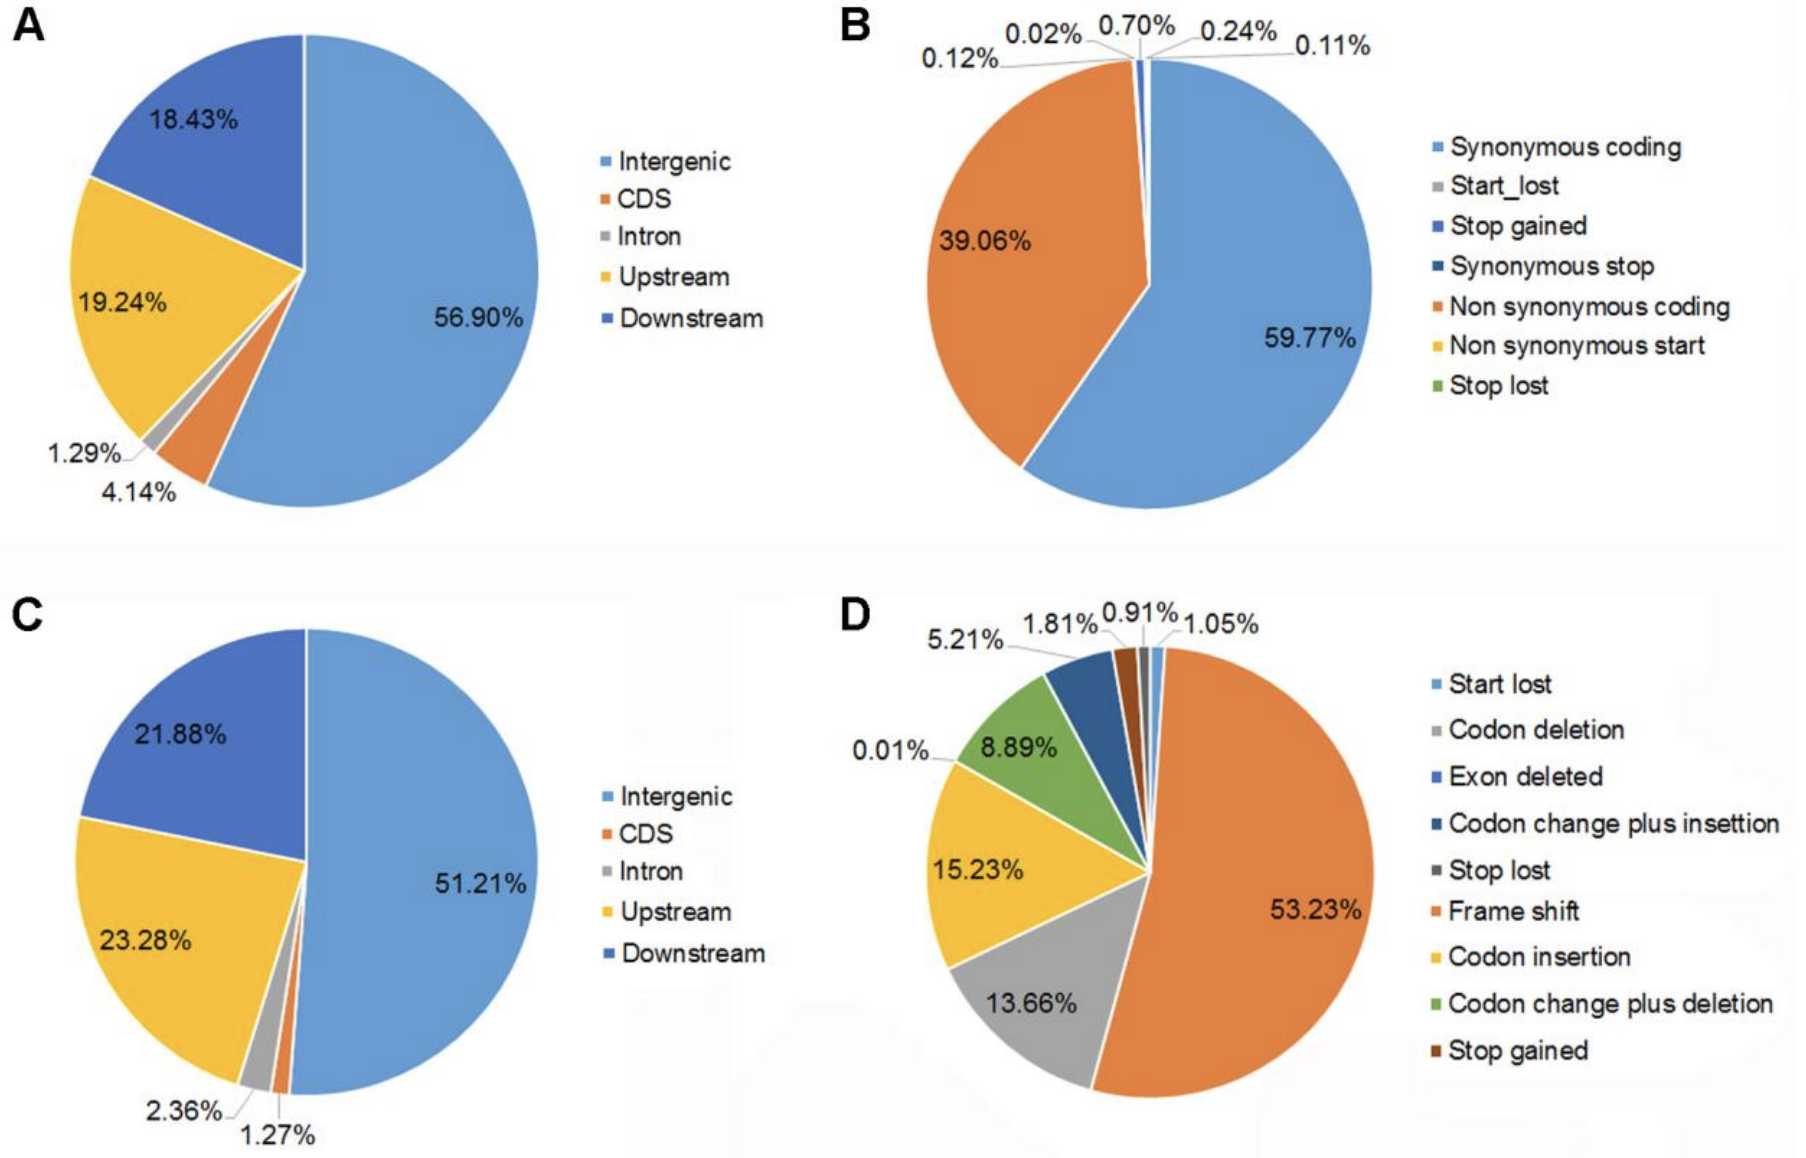 A
18.43%
56.90%
19.24%
1.29%
4.14%
Intergenic
CDS
Intron
Upstream
Downstream
B
0.12%
0.02%
0.70%
0.24%
0.11%
39.06%
59.77%
Synonymous coding
Start_lost
Stop gained
Synonymous stop
Non synonymous coding
Non synonymous start
Stop lost
C
21.88%
51.21%
23.28%
2.36%
1.27%
Intergenic
CDS
Intron
Upstream
Downstream
D
5.21%
1.81%
0.91%
1.05%
0.01%
8.89%
15.23%
13.66%
53.23%
Start lost
Codon deletion
Exon deleted
Codon change plus insettion
Stop lost
Frame shift
Codon insertion
Codon change plus deletion
Stop gained